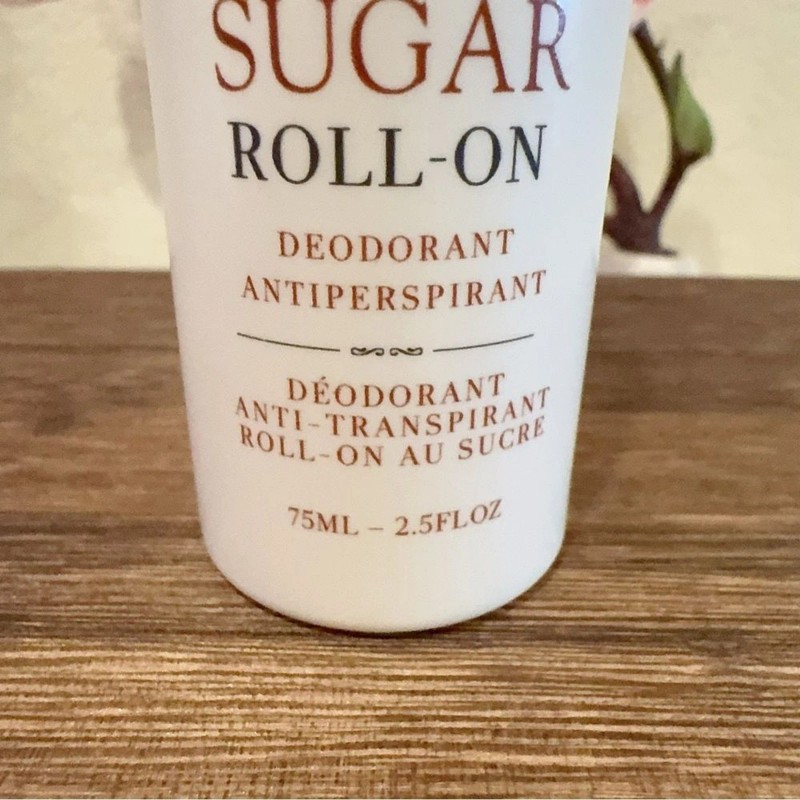 SUGAR
ROLL-ON
DEODORANT
ANTIPERSPIRANT
DÉODORANT
ANTI-TRANSPIRANT
ROLL-ON AU SUCRE
75ML – 2.5FLOZ